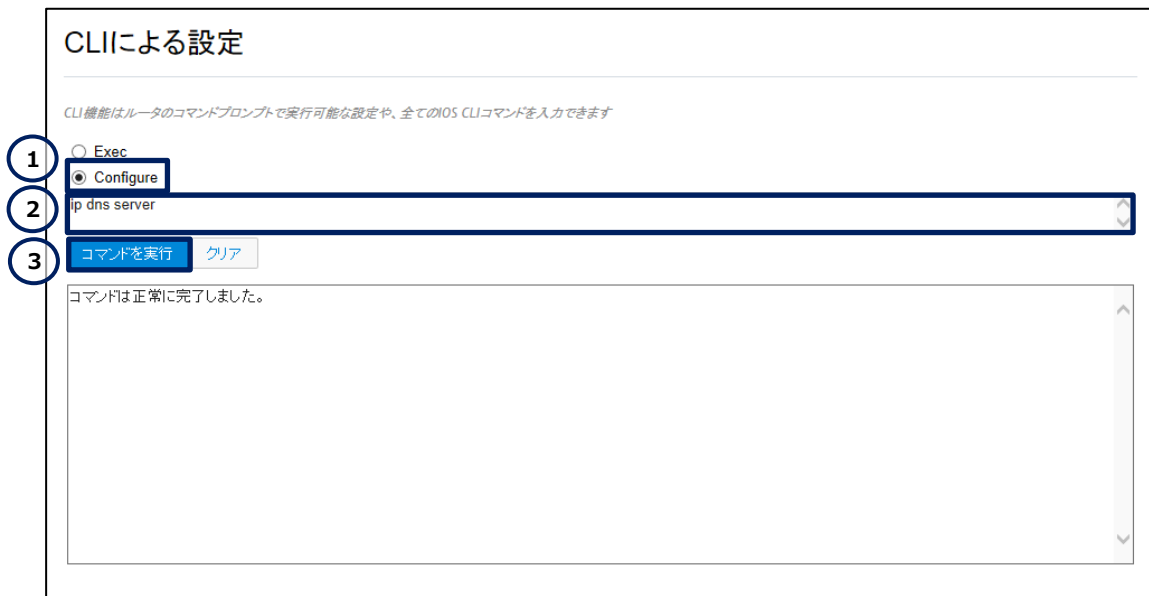 CLIによる設定
CLI機能はルータのコマンドプロンプトで実行可能な設定や、全てのIOS CLIコマンドを入力できます
1
Exec
Configure
2
ip dns server
3
コマンドを実行 クリア
コマンドは正常に完了しました。